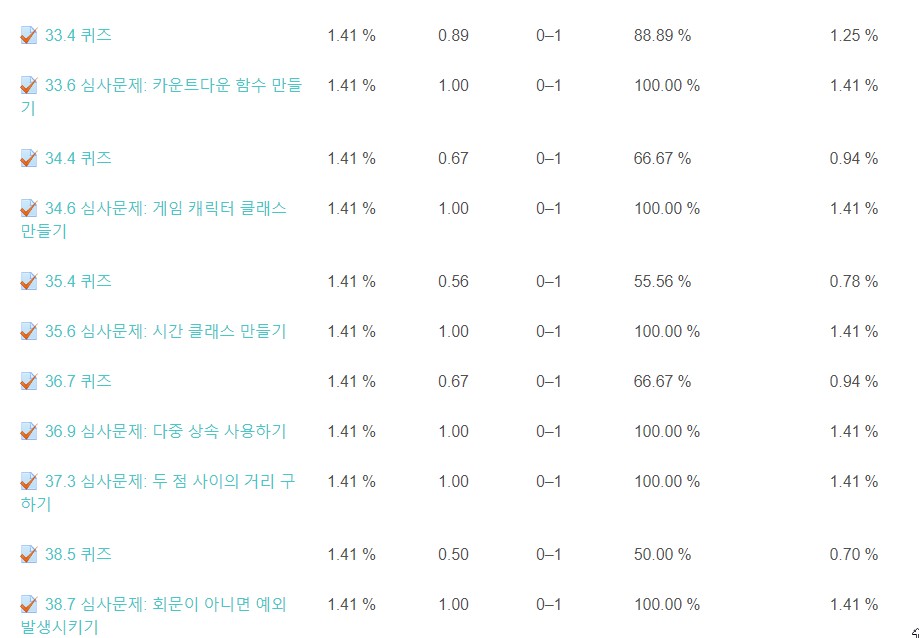 33.4 퀴즈 1.41 % 0.89 0–1 88.89 % 1.25 %
33.6 심사문제: 카운트다운 함수 만들 1.41 % 1.00 0–1 100.00 % 1.41 %
기
34.4 퀴즈 1.41 % 0.67 0–1 66.67 % 0.94 %
34.6 심사문제: 게임 캐릭터 클래스 1.41 % 1.00 0–1 100.00 % 1.41 %
만들기
35.4 퀴즈 1.41 % 0.56 0–1 55.56 % 0.78 %
35.6 심사문제: 시간 클래스 만들기 1.41 % 1.00 0–1 100.00 % 1.41 %
36.7 퀴즈 1.41 % 0.67 0–1 66.67 % 0.94 %
36.9 심사문제: 다중 상속 사용하기 1.41 % 1.00 0–1 100.00 % 1.41 %
37.3 심사문제: 두 점 사이의 거리 구 1.41 % 1.00 0–1 100.00 % 1.41 %
하기
38.5 퀴즈 1.41 % 0.50 0–1 50.00 % 0.70 %
38.7 심사문제: 회문이 아니면 예외 1.41 % 1.00 0–1 100.00 % 1.41 %
발생시키기